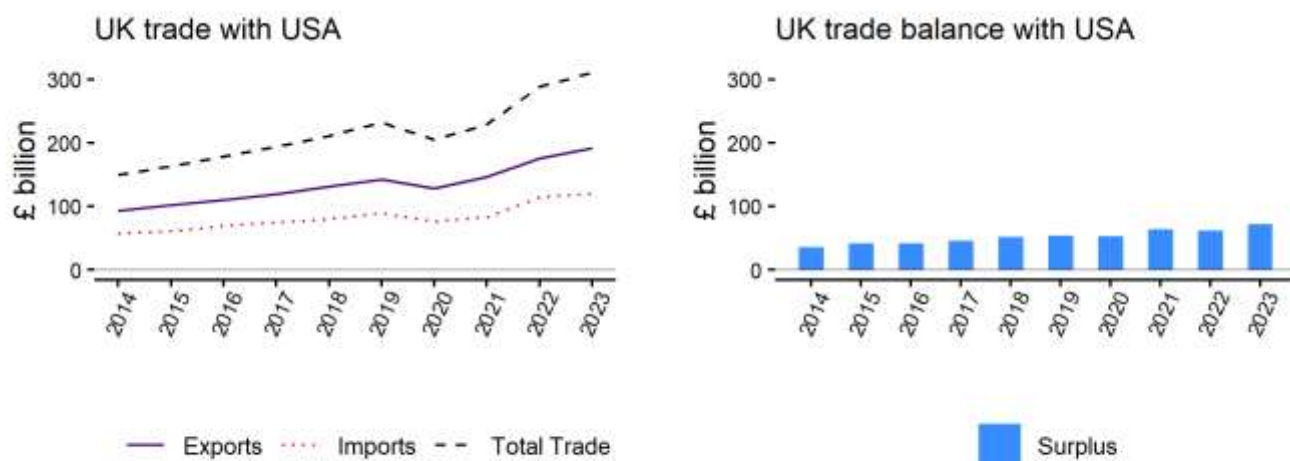 UK trade with USA
£ billion
300
200
100
0
2014 2015 2016 2017 2018 2019 2020 2021 2022 2023
Exports Imports Total Trade
UK trade balance with USA
£ billion
300
200
100
0
2014 2015 2016 2017 2018 2019 2020 2021 2022 2023
Surplus